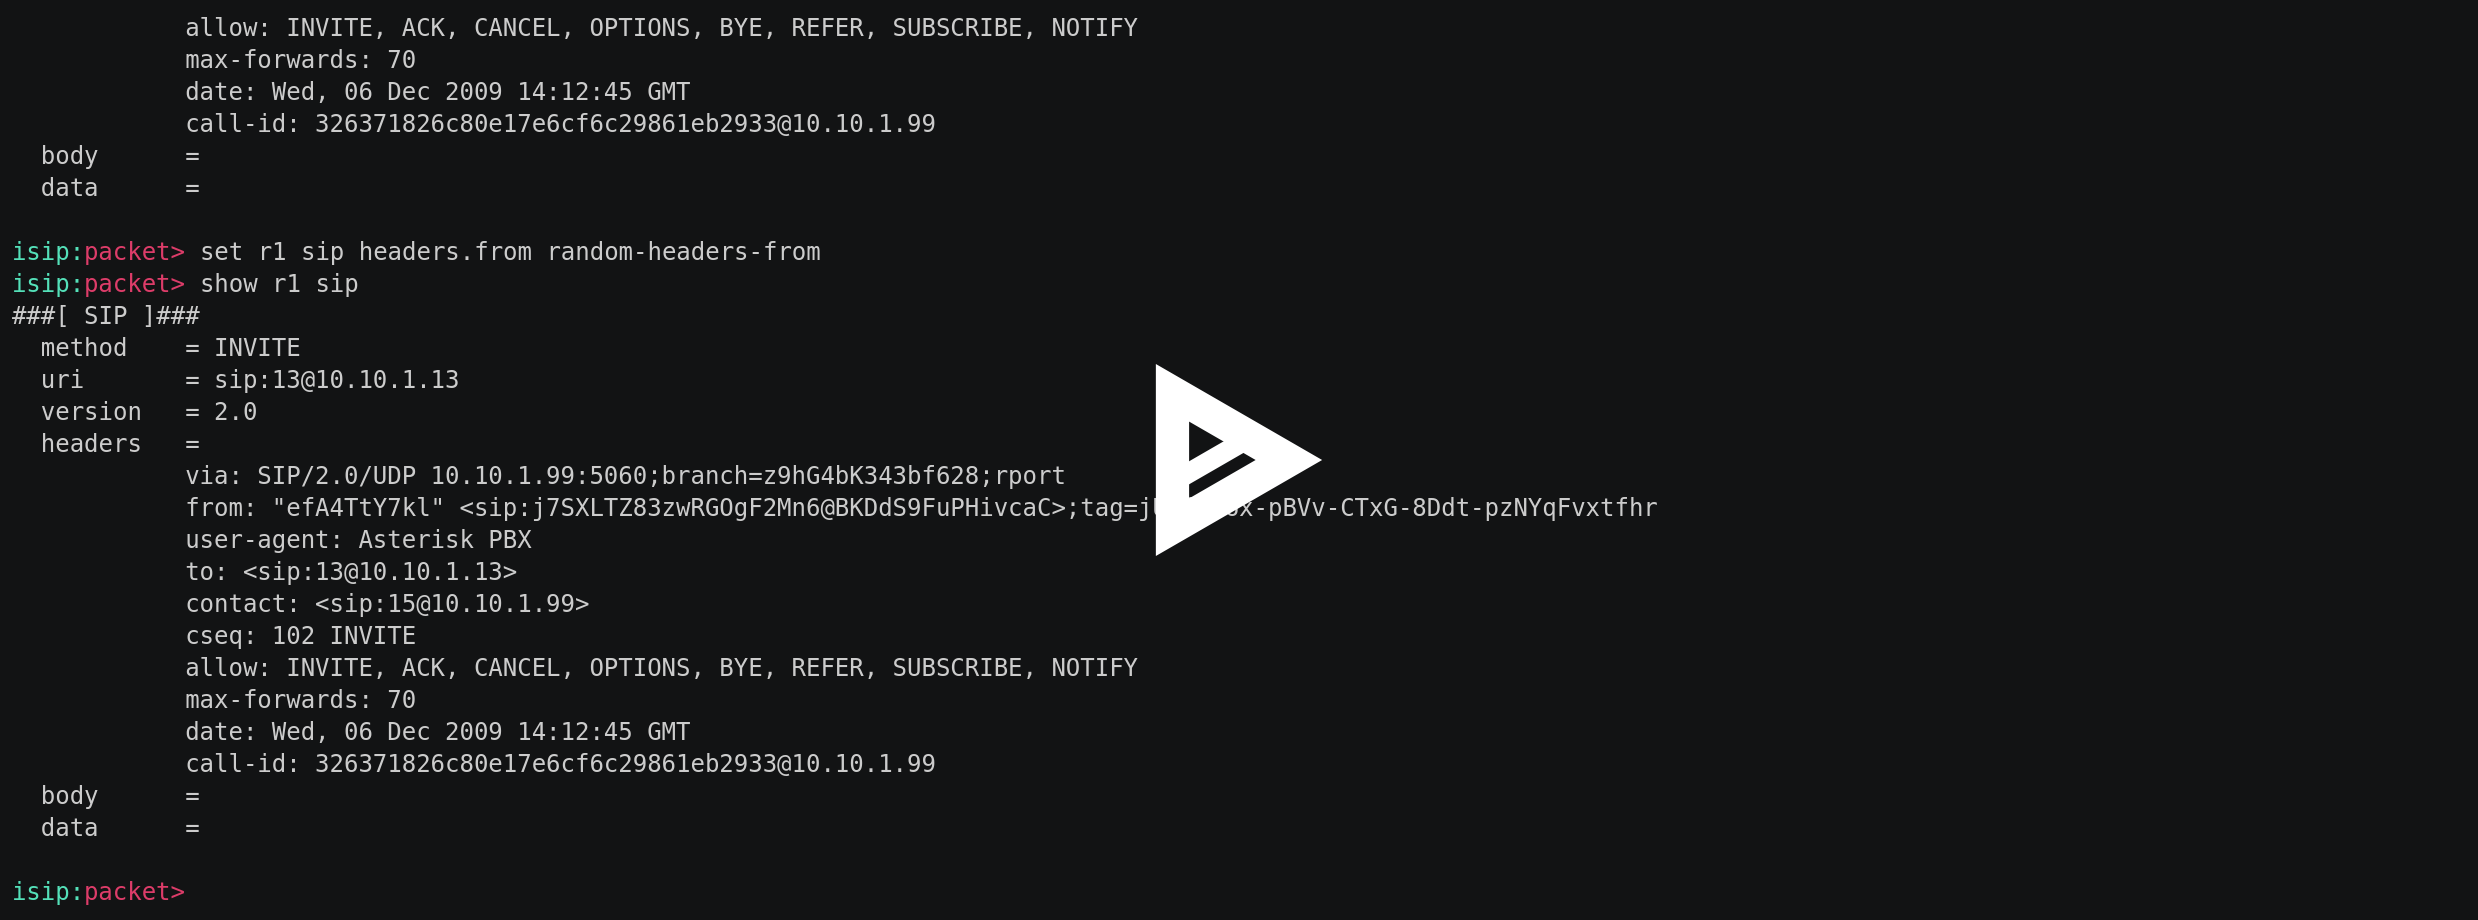 allow: INVITE, ACK, CANCEL, OPTIONS, BYE, REFER, SUBSCRIBE, NOTIFY
max-forwards: 70
date: Wed, 06 Dec 2009 14:12:45 GMT
call-id: 326371826c80e17e6cf6c29861eb2933@10.10.1.99
body      =
data      =
isip:packet> set r1 sip headers.from random-headers-from
isip:packet> show r1 sip
###[ SIP ]###
method    = INVITE
uri       = sip:13@10.10.1.13
version   = 2.0
headers   =
via: SIP/2.0/UDP 10.10.1.99:5060;branch=z9hG4bK343bf628;rport
from: "efA4TtY7kl" <sip:j7SXLTZ83zwRGOgF2Mn6@BKDdS9FuPHivcaC>;
user-agent: Asterisk PBX
to: <sip:13@10.10.1.13>
contact: <sip:15@10.10.1.99>
cseq: 102 INVITE
allow: INVITE, ACK, CANCEL, OPTIONS, BYE, REFER, SUBSCRIBE, NOTIFY
max-forwards: 70
date: Wed, 06 Dec 2009 14:12:45 GMT
call-id: 326371826c80e17e6cf6c29861eb2933@10.10.1.99
body      =
data      =
isip:packet>